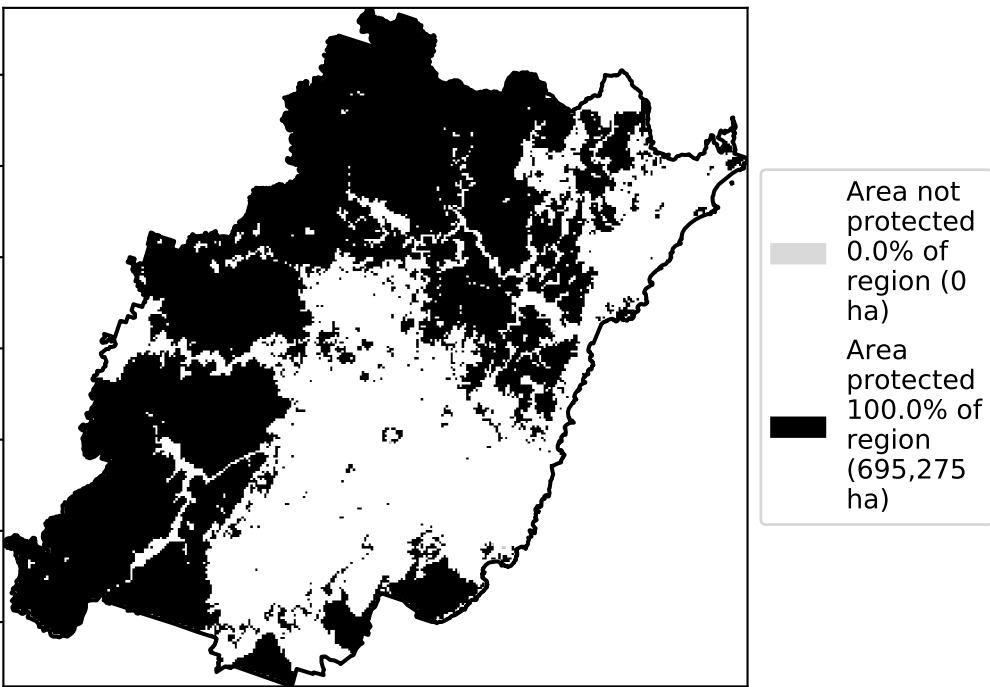 Area not
protected
0.0% of
region (0
ha)
Area
protected
100.0% of
region
(695,275
ha)